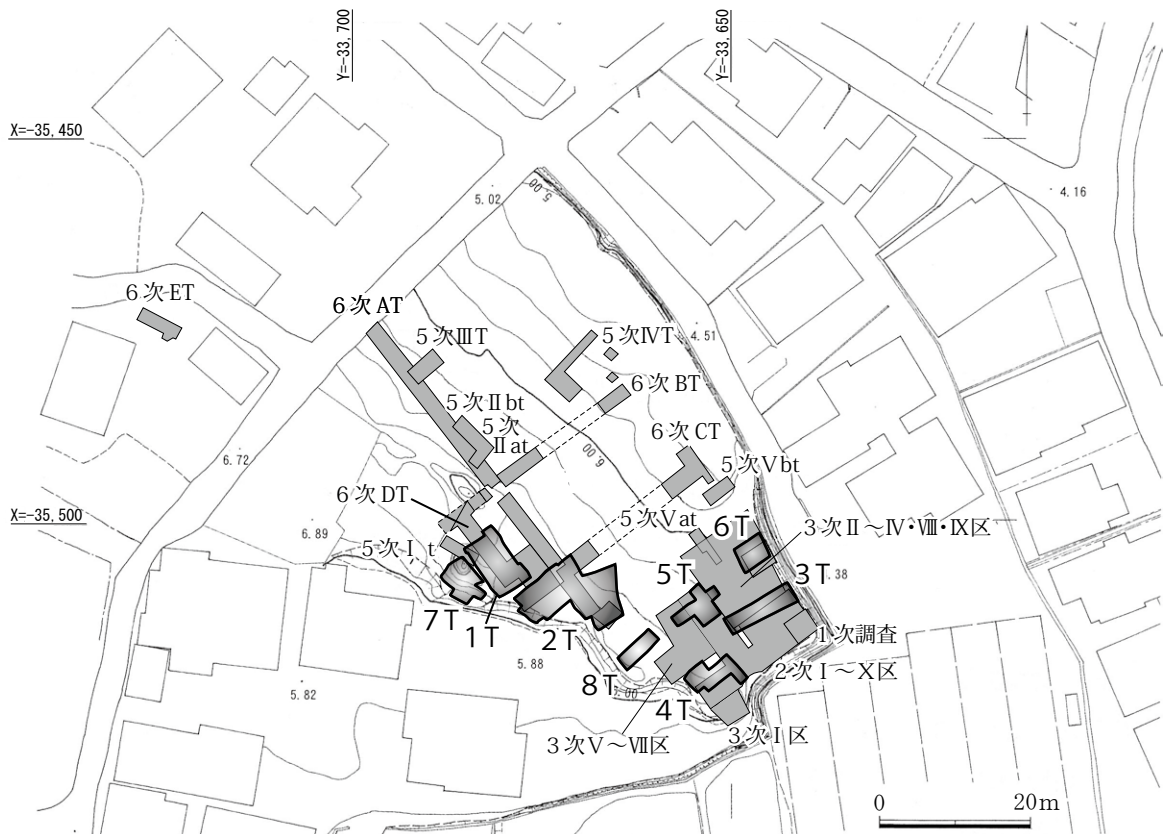 Y=-33,700
Y=-33,650
X=-35,450
5.02
5.00
4.16
6次ET
6次AT
5次ⅢT
5次ⅣT
4.51
6次BT
5次Ⅱbt
5次
Ⅱat
6次CT
6.00
5次Ⅴbt
6.72
6次DT
X=-35,500
5次Ⅴat
6T
3次Ⅱ～Ⅳ・Ⅷ・Ⅸ区
6.89
5次Ⅰt
5T
3T
.38
7T
1T
2T
1次調査
5.88
2次Ⅰ～Ⅹ区
8T
5.82
.00
4T
3次Ⅴ～Ⅶ区
3次Ⅰ区
0
20m